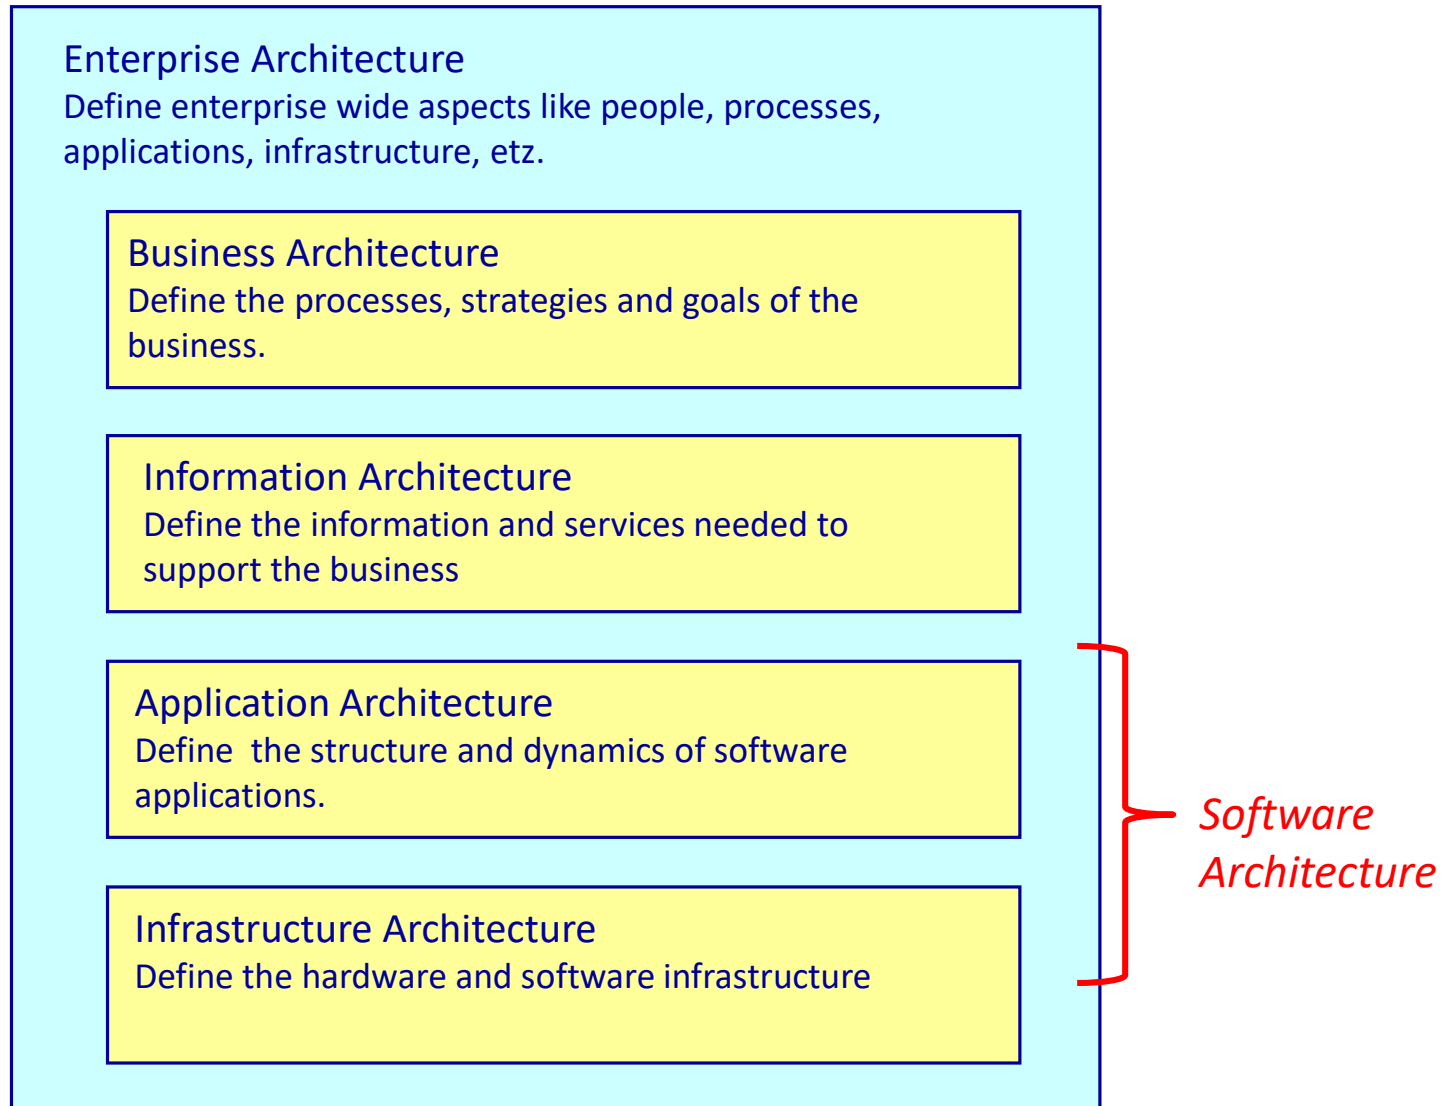 Enterprise Architecture
Define enterprise wide aspects like people, processes,
applications, infrastructure, etz.
Business Architecture
Define the processes, strategies and goals of the
business.
Information Architecture
Define the information and services needed to
support the business
Application Architecture
Define  the structure and dynamics of software
applications.
Software
Architecture
Infrastructure Architecture
Define the hardware and software infrastructure